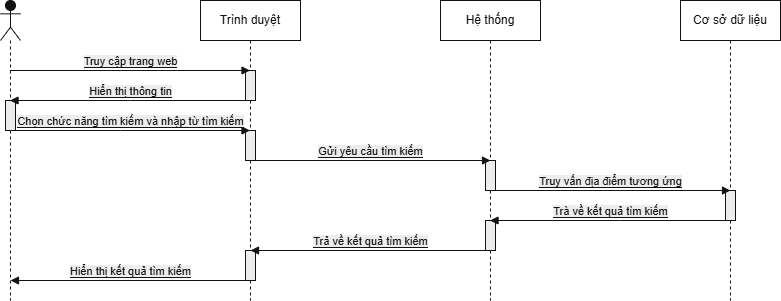 Trình duyệt
Hệ thống
Cơ sở dữ liệu
Truy cập trang web
Hiển thị thông tin
Chọn chức năng tìm kiếm và nhập từ tìm kiếm
Gửi yêu cầu tìm kiếm
Truy vấn địa điểm tương ứng
Trà về kết quả tìm kiếm
Trả về kết quả tìm kiếm
Hiển thị kết quả tìm kiếm